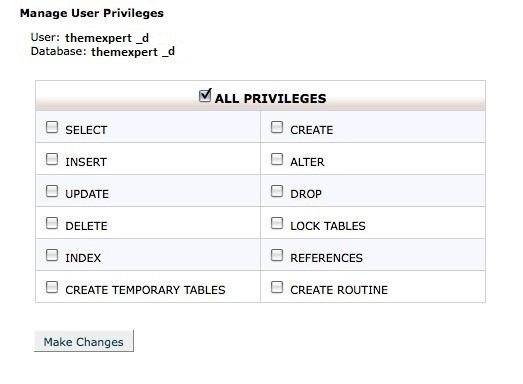 Manage User Privileges
User: themexpert _d
Database: themexpert _d
ALL PRIVILEGES
SELECT CREATE
INSERT ALTER
UPDATE DROP
DELETE LOCK TABLES
INDEX REFERENCES
CREATE TEMPORARY TABLES CREATE ROUTINE
Make Changes